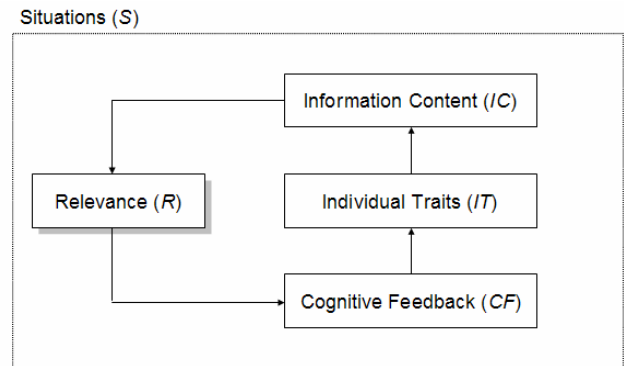 Situations (S)
Information Content (IC)
Relevance (R)
Individual Traits (IT)
Cognitive Feedback (CF)